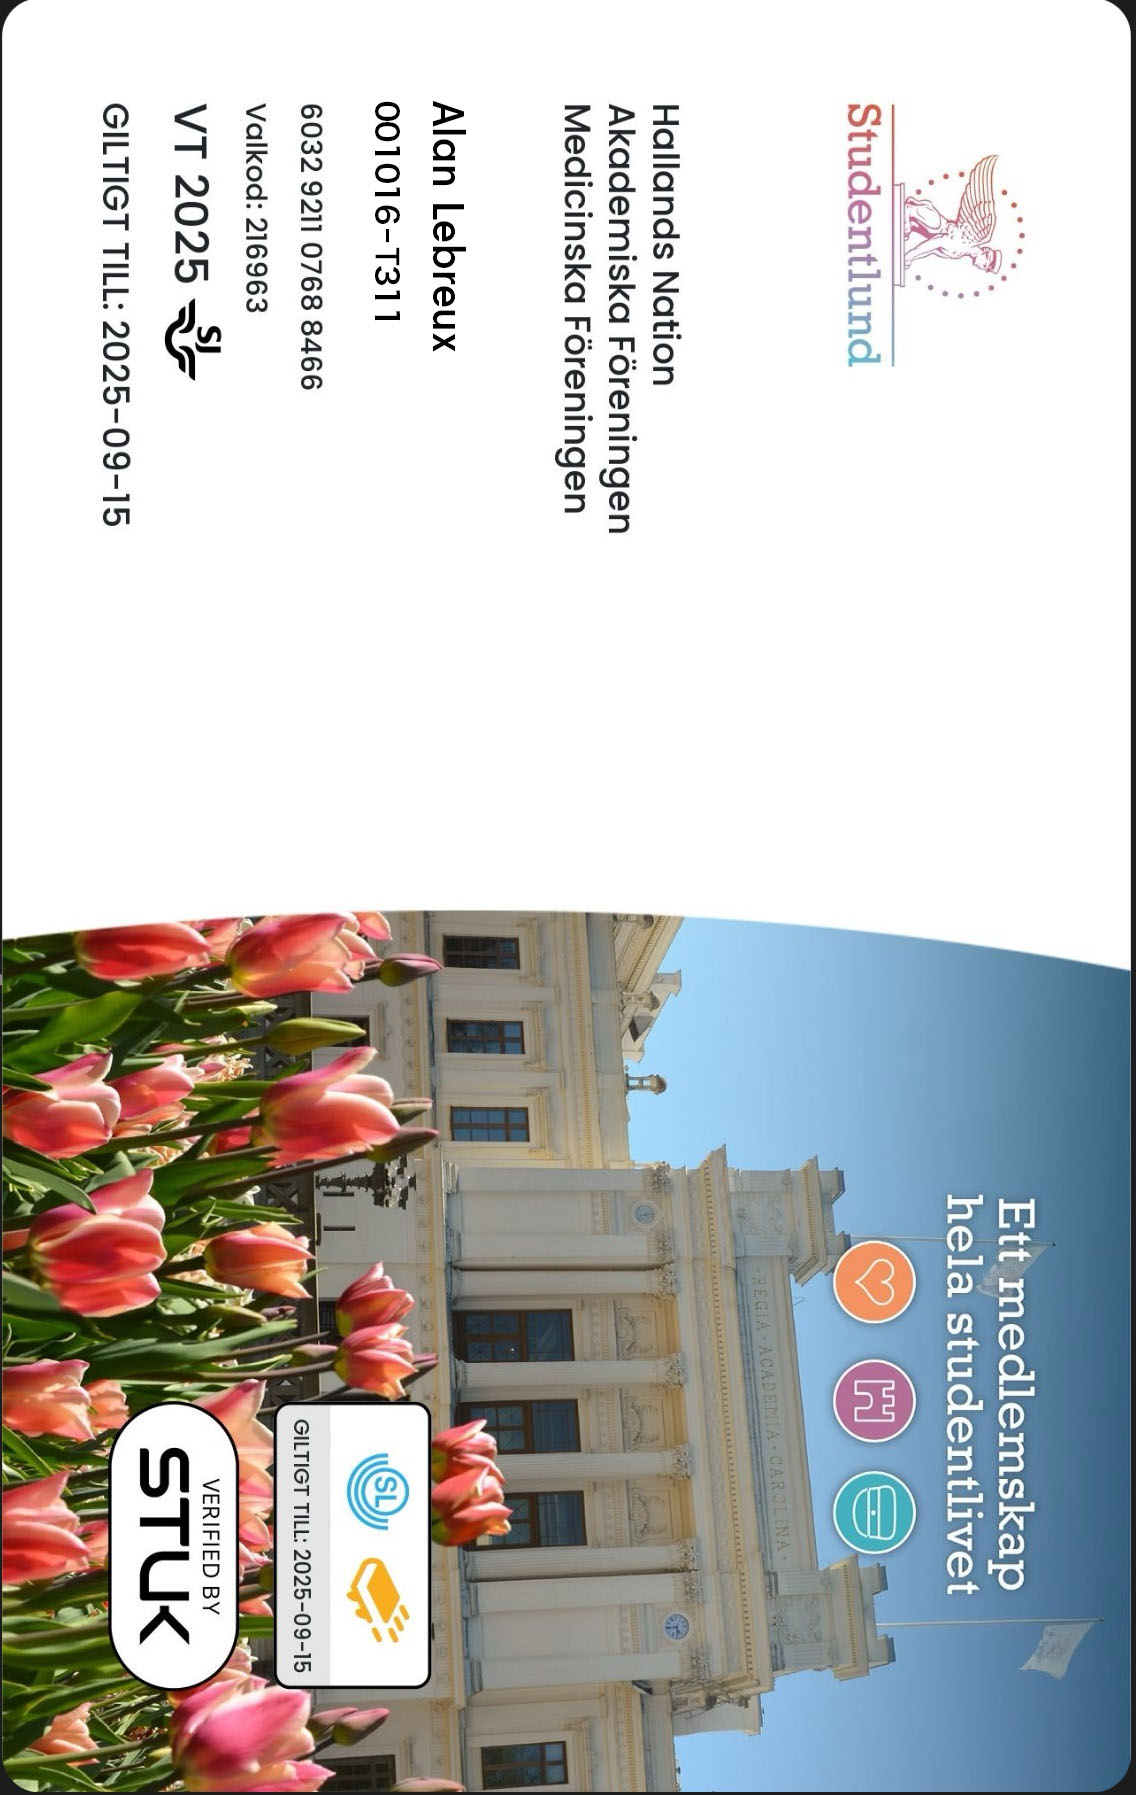 Studentlund
Hallands Nation
Akademiska Föreningen
Medicinska Föreningen
Alan Lebreux
001016-T311
6032 9211 0768 8466
Valkod: 216963
VT 2025 SJ
GILTIGT TILL: 2025-09-15
Ett medlemskap
hela studentlivet
·REGIA·ACADEMIA·CAROLINA·
SL
GILTIGT TILL: 2025-09-15
VERIFIED BY
STUK